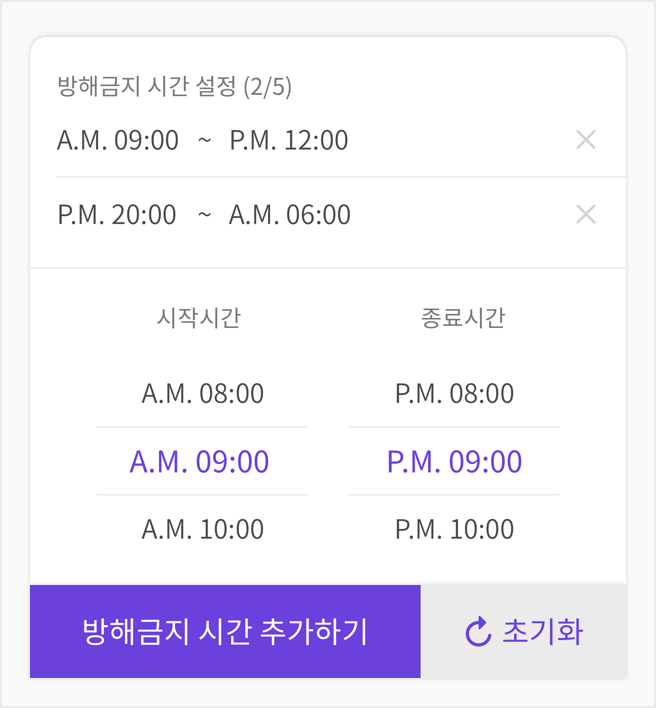 방해금지 시간 설정 (2/5)
A.M. 09:00 ~ P.M. 12:00
P.M. 20:00 ~ A.M. 06:00
시작시간 종료시간
A.M. 08:00 P.M. 08:00
A.M. 09:00 P.M. 09:00
A.M. 10:00 P.M. 10:00
방해금지 시간 추가하기 초기화